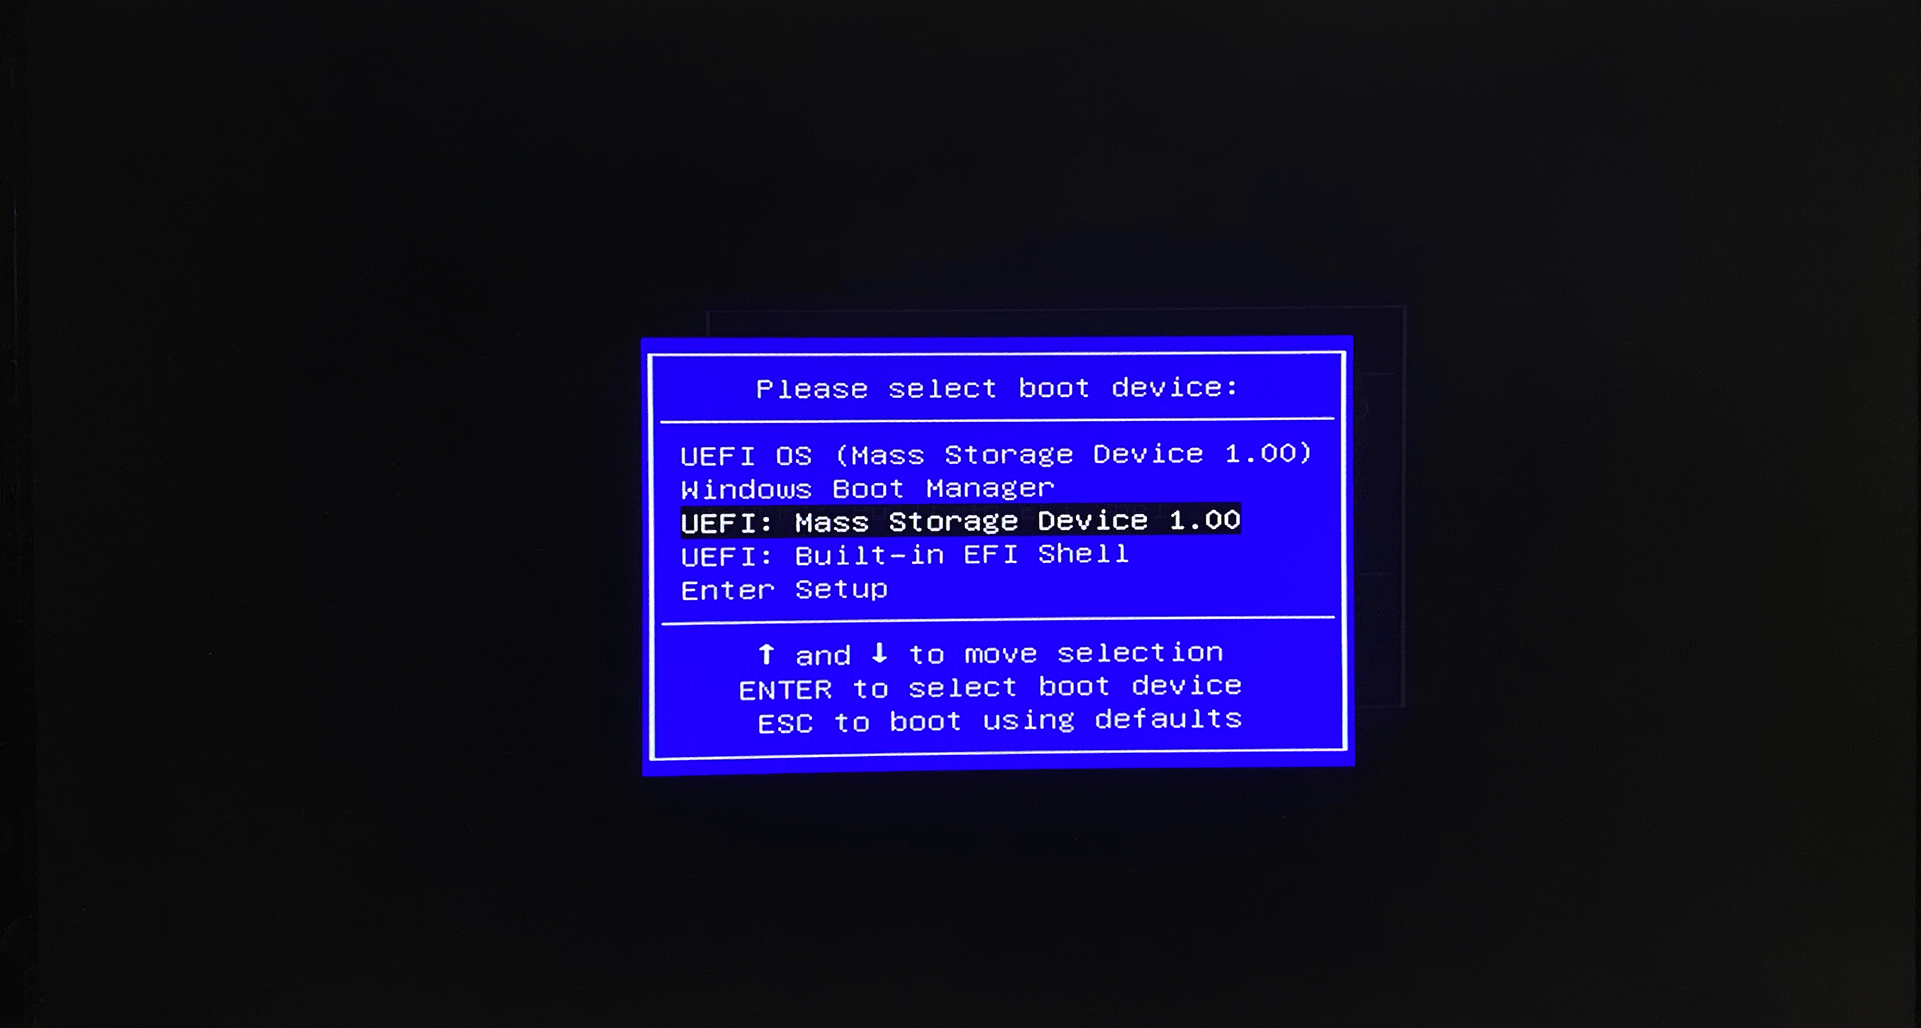 Please select boot device:
UEFI OS (Mass Storage Device 1.00)
Windows Boot Manager
UEFI: Mass Storage Device 1.00
UEFI: Built-in EFI Shell
Enter Setup
↑ and ↓ to move selection
ENTER to select boot device
ESC to boot using defaults